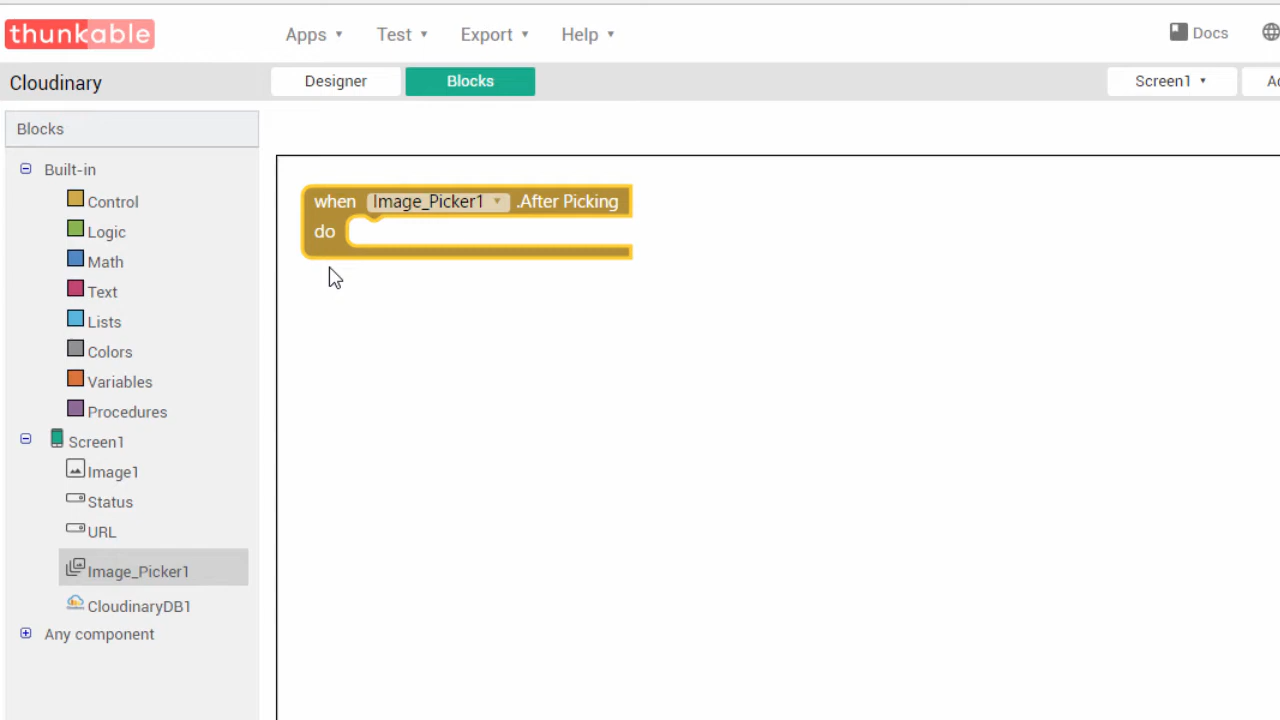 thunkable
Apps ▾ Test ▾ Export ▾ Help ▾ Docs
Cloudinary
Designer Blocks Screen1 ▾
Blocks
Built-in
Control
Logic
Math
Text
Lists
Colors
Variables
Procedures
Screen1
Image1
Status
URL
Image_Picker1
CloudinaryDB1
Any component
when Image_Picker1 ▾ .After Picking
do